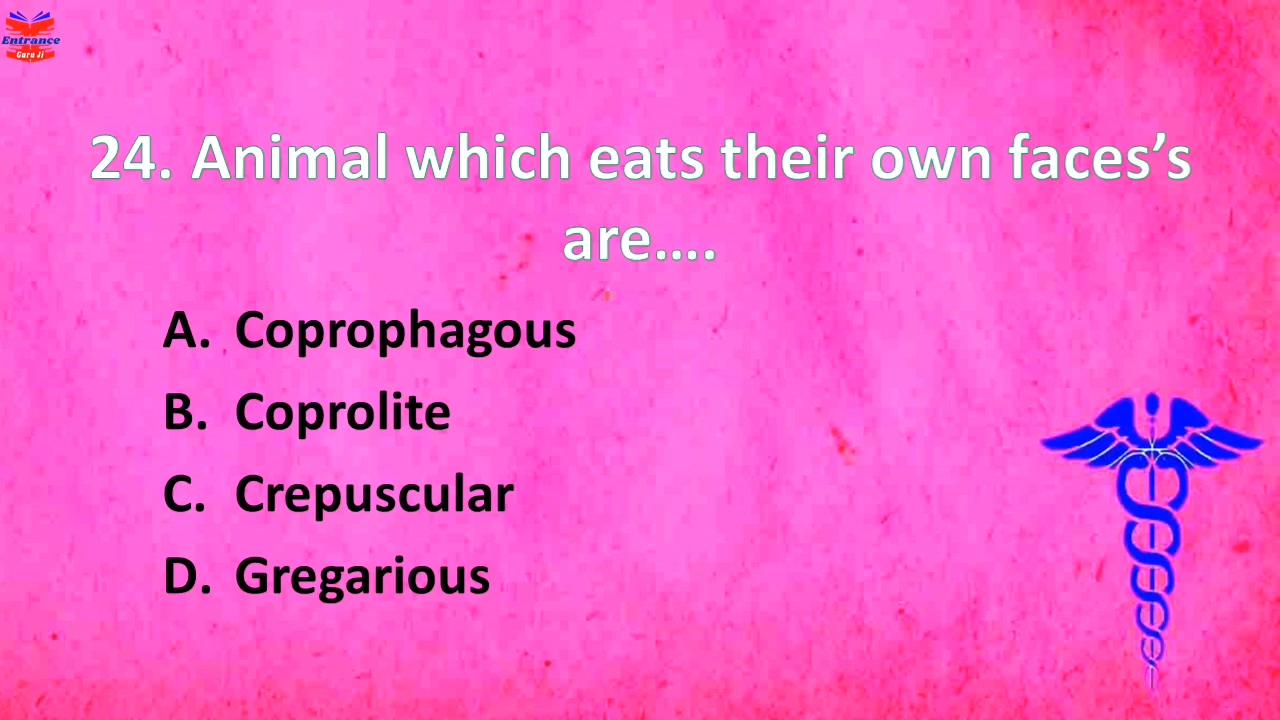 Entrance
Guru Ji
24. Animal which eats their own faces’s
are….
A. Coprophagous
B. Coprolite
C. Crepuscular
D. Gregarious